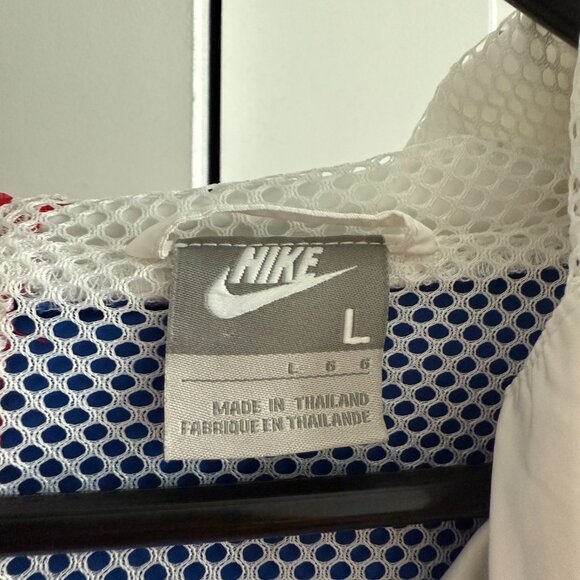 NIKE
L
L G G
MADE IN THAILAND
FABRIQUE EN THAILANDE